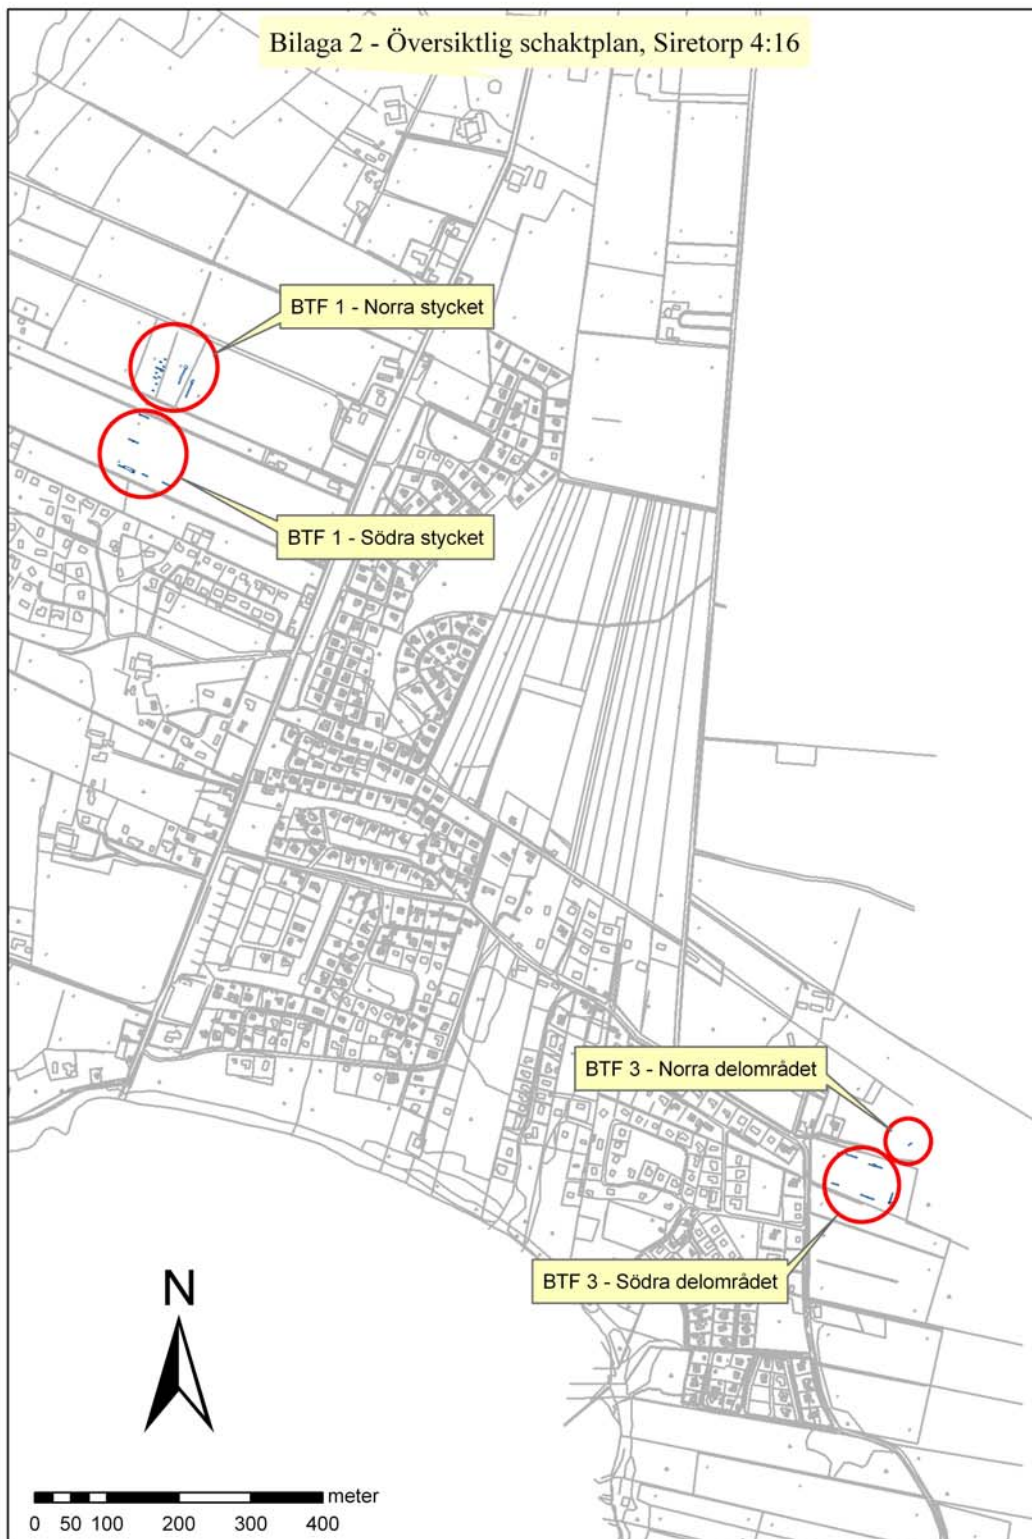 Bilaga 2 - Översiktlig schaktplan, Siretorp 4:16
BTF 1 - Norra stycket
BTF 1 - Södra stycket
BTF 3 - Norra delområdet
BTF 3 - Södra delområdet
N
meter
0 50 100 200 300 400